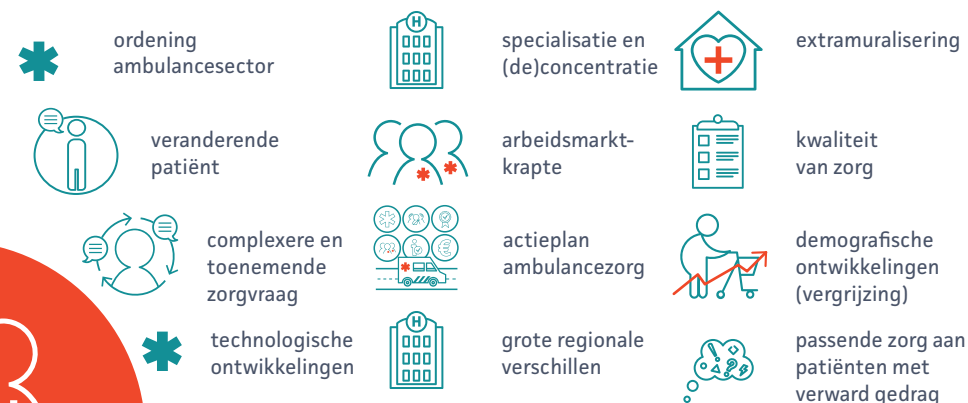 ordening
ambulancesector
specialisatie en
(de)concentratie
extramuralisering
veranderende
patiënt
arbeidsmarkt-
krapte
kwaliteit
van zorg
complexere en
toenemende
zorgvraag
actieplan
ambulancezorg
demografische
ontwikkelingen
(vergrijzing)
technologische
ontwikkelingen
grote regionale
verschillen
passende zorg aan
patiënten met
verward gedrag